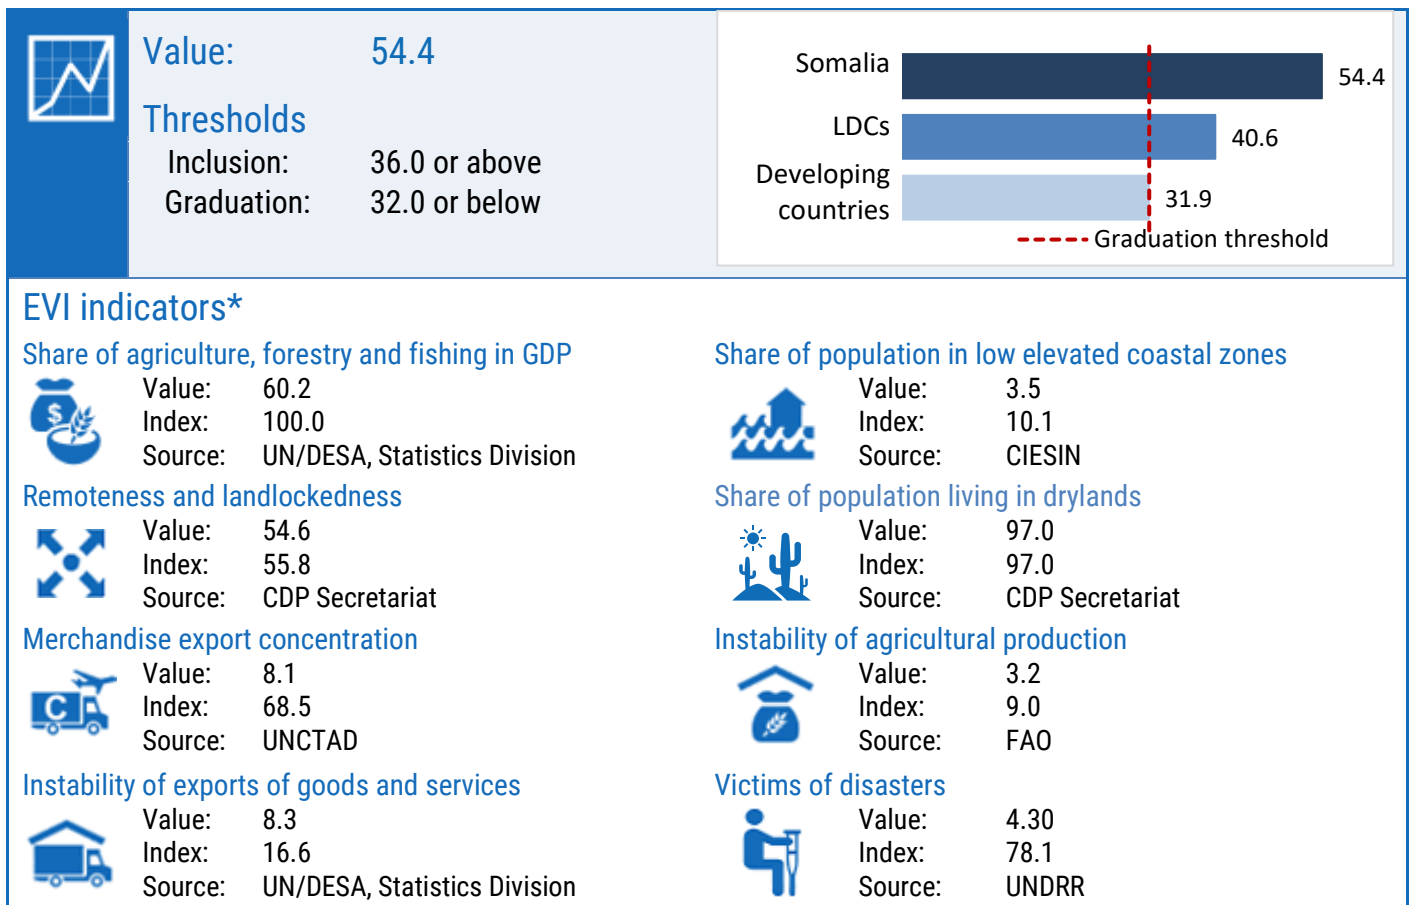 Value: 54.4
Thresholds
Inclusion: 36.0 or above
Graduation: 32.0 or below
Somalia 54.4
LDCs 40.6
Developing
countries 31.9
Graduation threshold
EVI indicators*
Share of agriculture, forestry and fishing in GDP
Value: 60.2
Index: 100.0
Source: UN/DESA, Statistics Division
Remoteness and landlockedness
Value: 54.6
Index: 55.8
Source: CDP Secretariat
Merchandise export concentration
Value: 8.1
Index: 68.5
Source: UNCTAD
C
Instability of exports of goods and services
Value: 8.3
Index: 16.6
Source: UN/DESA, Statistics Division
Share of population in low elevated coastal zones
Value: 3.5
Index: 10.1
Source: CIESIN
Share of population living in drylands
Value: 97.0
Index: 97.0
Source: CDP Secretariat
Instability of agricultural production
Value: 3.2
Index: 9.0
Source: FAO
Victims of disasters
Value: 4.30
Index: 78.1
Source: UNDRR
$